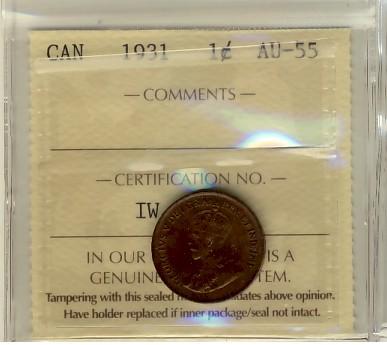 CAN 1931 1¢ AU-55
— COMMENTS —
— CERTIFICATION NO. —
IW
IN OUR IS A
GENUINE TEM.
Tampering with this sealed dates above opinion.
Have holder replaced if inner package/seal not intact.